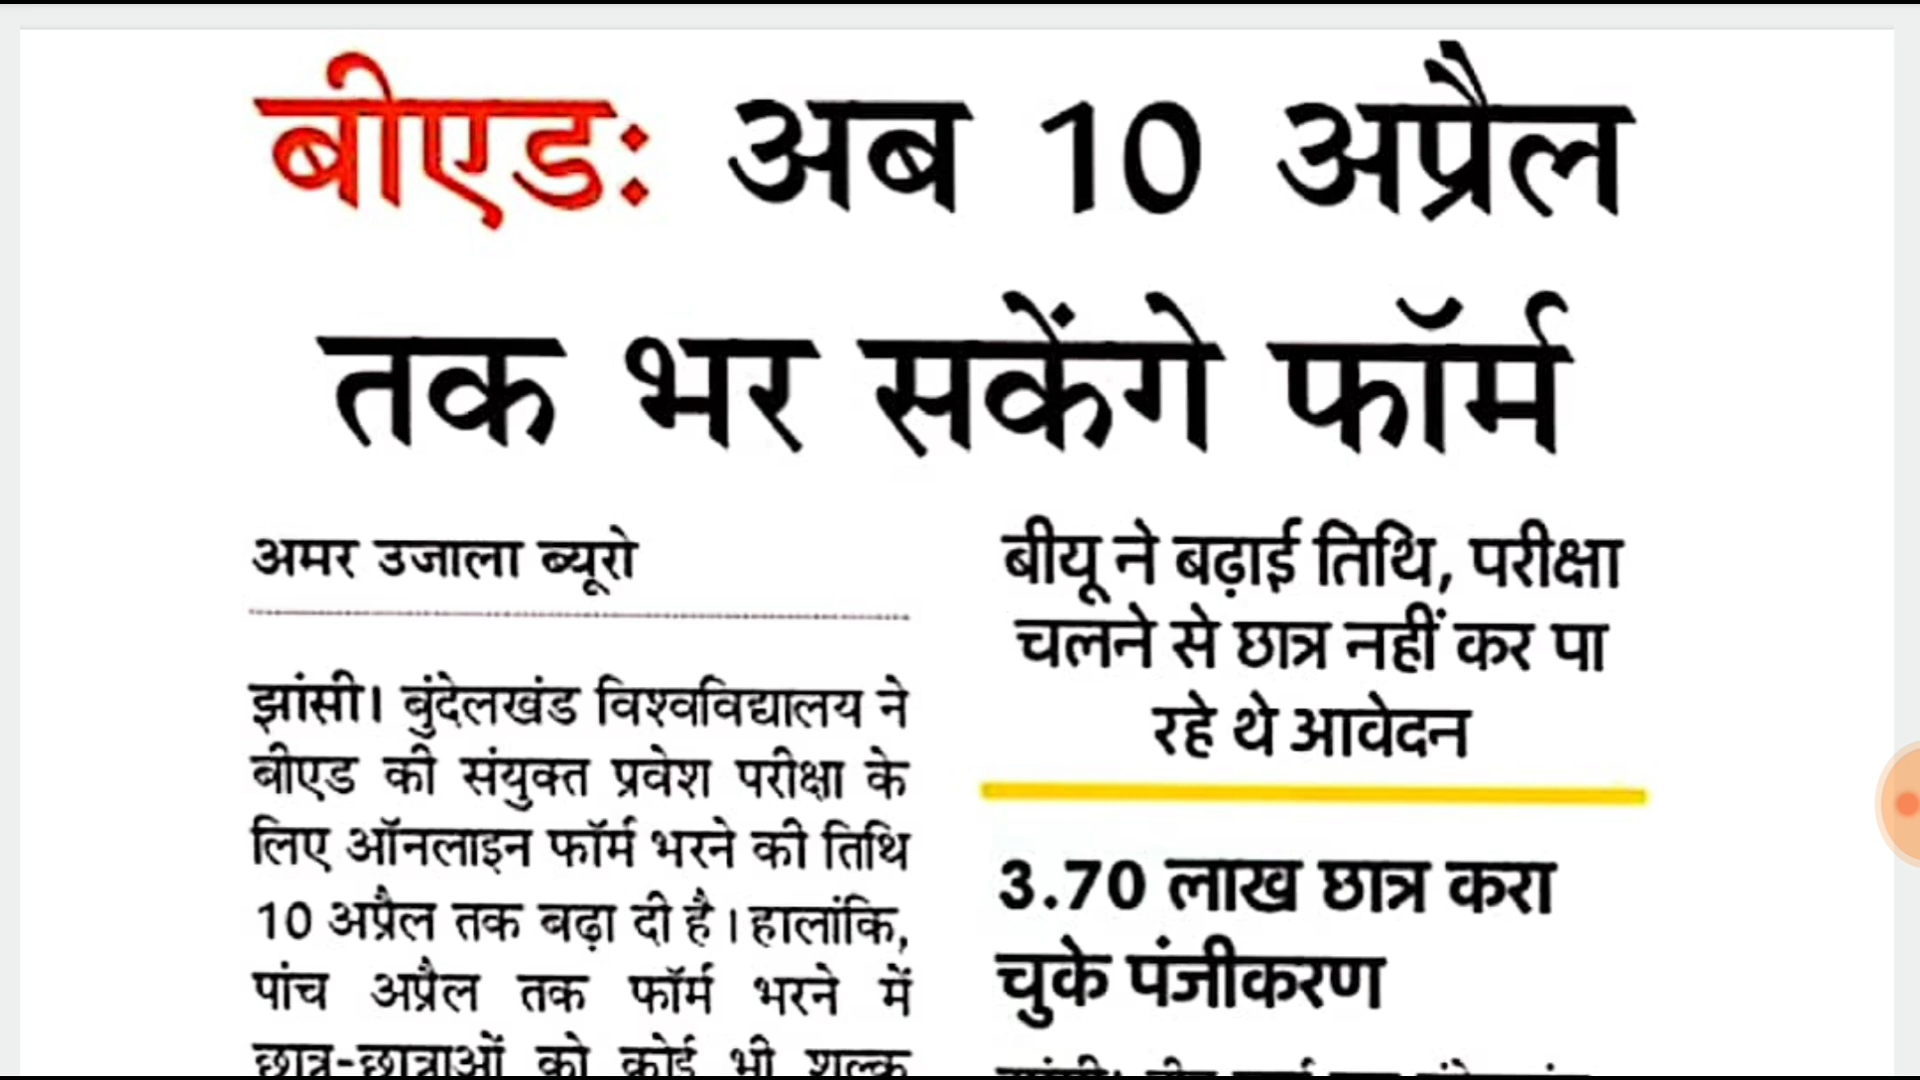 बीएड: अब 10 अप्रैल
तक भर सकेंगे फॉर्म
अमर उजाला ब्यूरो
झांसी। बुंदेलखंड विश्वविद्यालय ने
बीएड की संयुक्त प्रवेश परीक्षा के
लिए ऑनलाइन फॉर्म भरने की तिथि
10 अप्रैल तक बढ़ा दी है। हालांकि,
पांच अप्रैल तक फॉर्म भरने में
छात्र-छात्राओं को कोई भी शुल्क
बीयू ने बढ़ाई तिथि, परीक्षा
चलने से छात्र नहीं कर पा
रहे थे आवेदन
3.70 लाख छात्र करा
चुके पंजीकरण